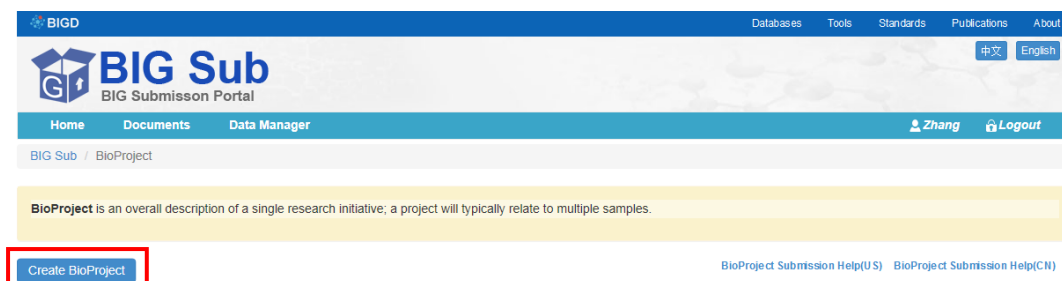 BIGD Databases Tools Standards Publications About
中文 English
BIG Sub
BIG Submisson Portal
Home Documents Data Manager Zhang Logout
BIG Sub / BioProject
BioProject is an overall description of a single research initiative; a project will typically relate to multiple samples.
Create BioProject BioProject Submission Help(US) BioProject Submission Help(CN)